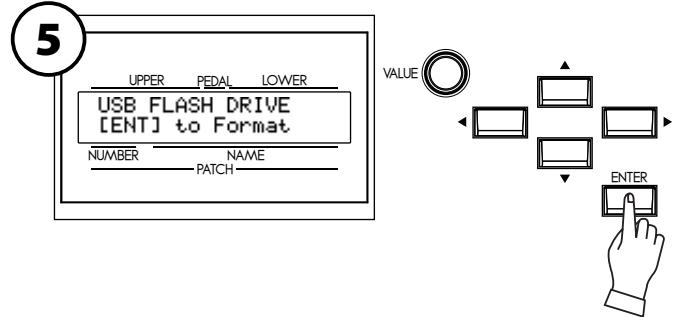 5
UPPER PEDAL LOWER
USB FLASH DRIVE
[ENT] to Format
NUMBER NAME
PATCH
VALUE
ENTER